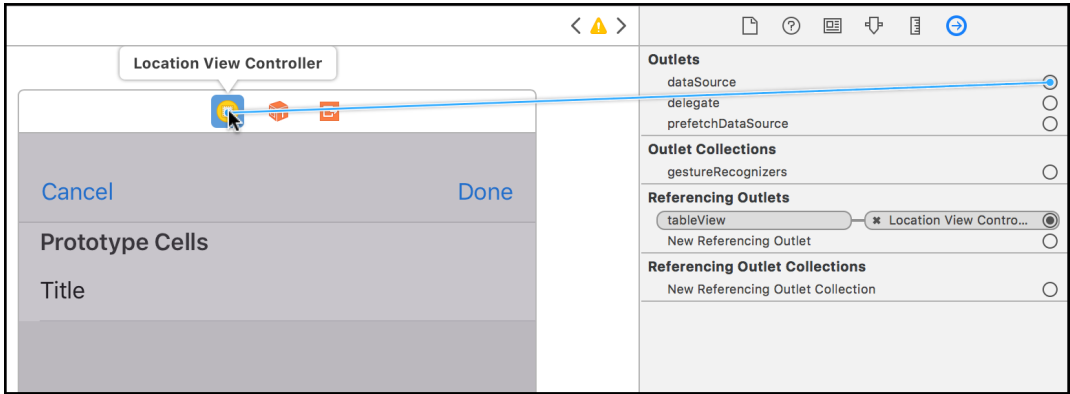 Location View Controller
Cancel
Done
Prototype Cells
Title
Outlets
dataSource
delegate
prefetchDataSource
Outlet Collections
gestureRecognizers
Referencing Outlets
tableView
Location View Contro...
New Referencing Outlet
Referencing Outlet Collections
New Referencing Outlet Collection